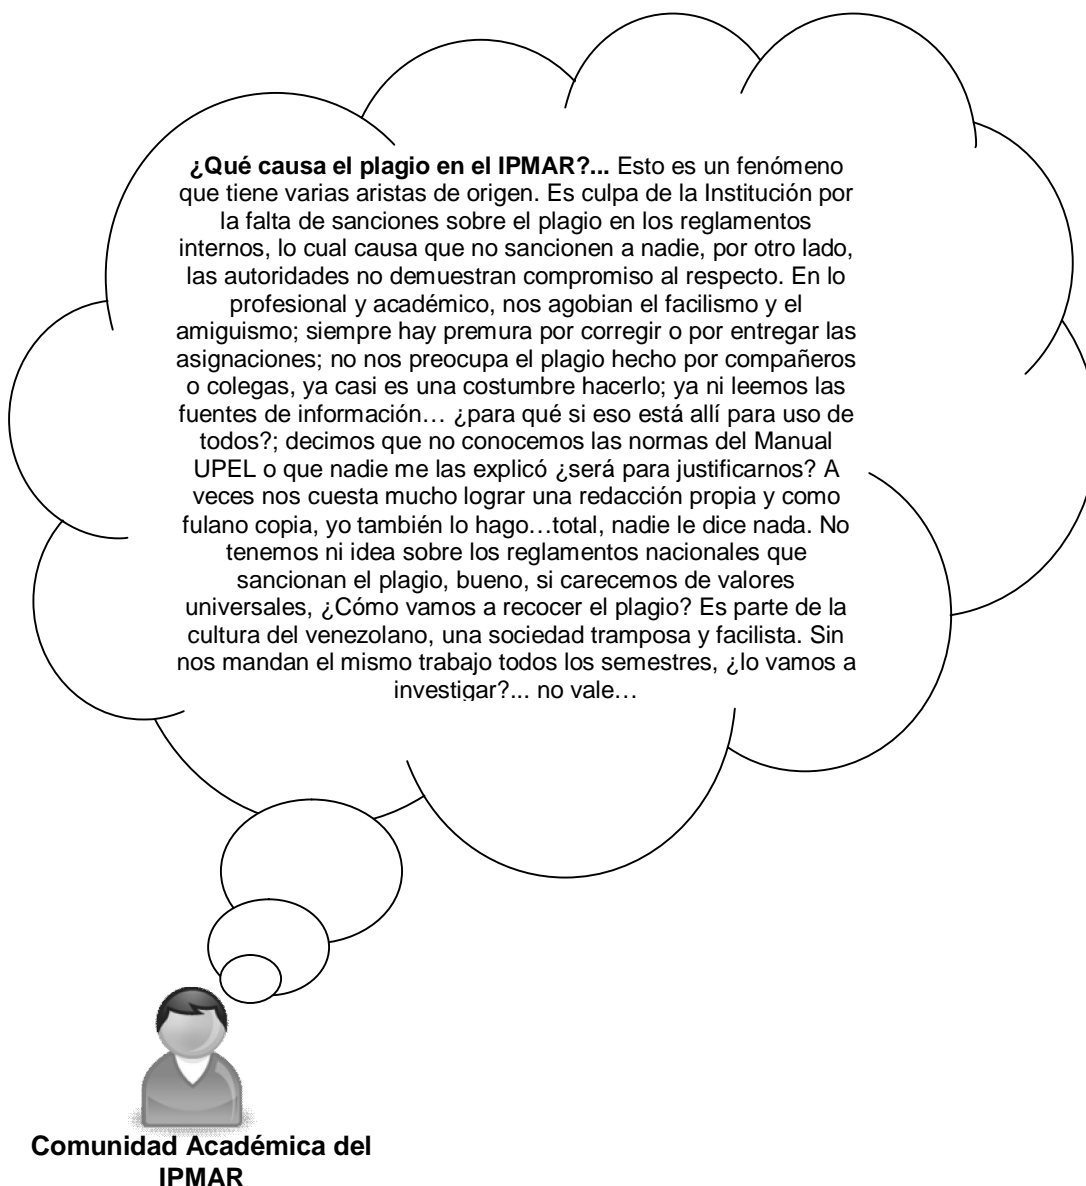 ¿Qué causa el plagio en el IPMAR?... Esto es un fenómeno
que tiene varias aristas de origen. Es culpa de la Institución por
la falta de sanciones sobre el plagio en los reglamentos
internos, lo cual causa que no sancionen a nadie, por otro lado,
las autoridades no demuestran compromiso al respecto. En lo
profesional y académico, nos agobian el facilismo y el
amiguismo; siempre hay premura por corregir o por entregar las
asignaciones; no nos preocupa el plagio hecho por compañeros
o colegas, ya casi es una costumbre hacerlo; ya ni leemos las
fuentes de información… ¿para qué si eso está allí para uso de
todos?; decimos que no conocemos las normas del Manual
UPEL o que nadie me las explicó ¿será para justificarnos? A
veces nos cuesta mucho lograr una redacción propia y como
fulano copia, yo también lo hago…total, nadie le dice nada. No
tenemos ni idea sobre los reglamentos nacionales que
sancionan el plagio, bueno, si carecemos de valores
universales, ¿Cómo vamos a recocer el plagio? Es parte de la
cultura del venezolano, una sociedad tramposa y facilista. Sin
nos mandan el mismo trabajo todos los semestres, ¿lo vamos a
investigar?... no vale…
Comunidad Académica del
IPMAR